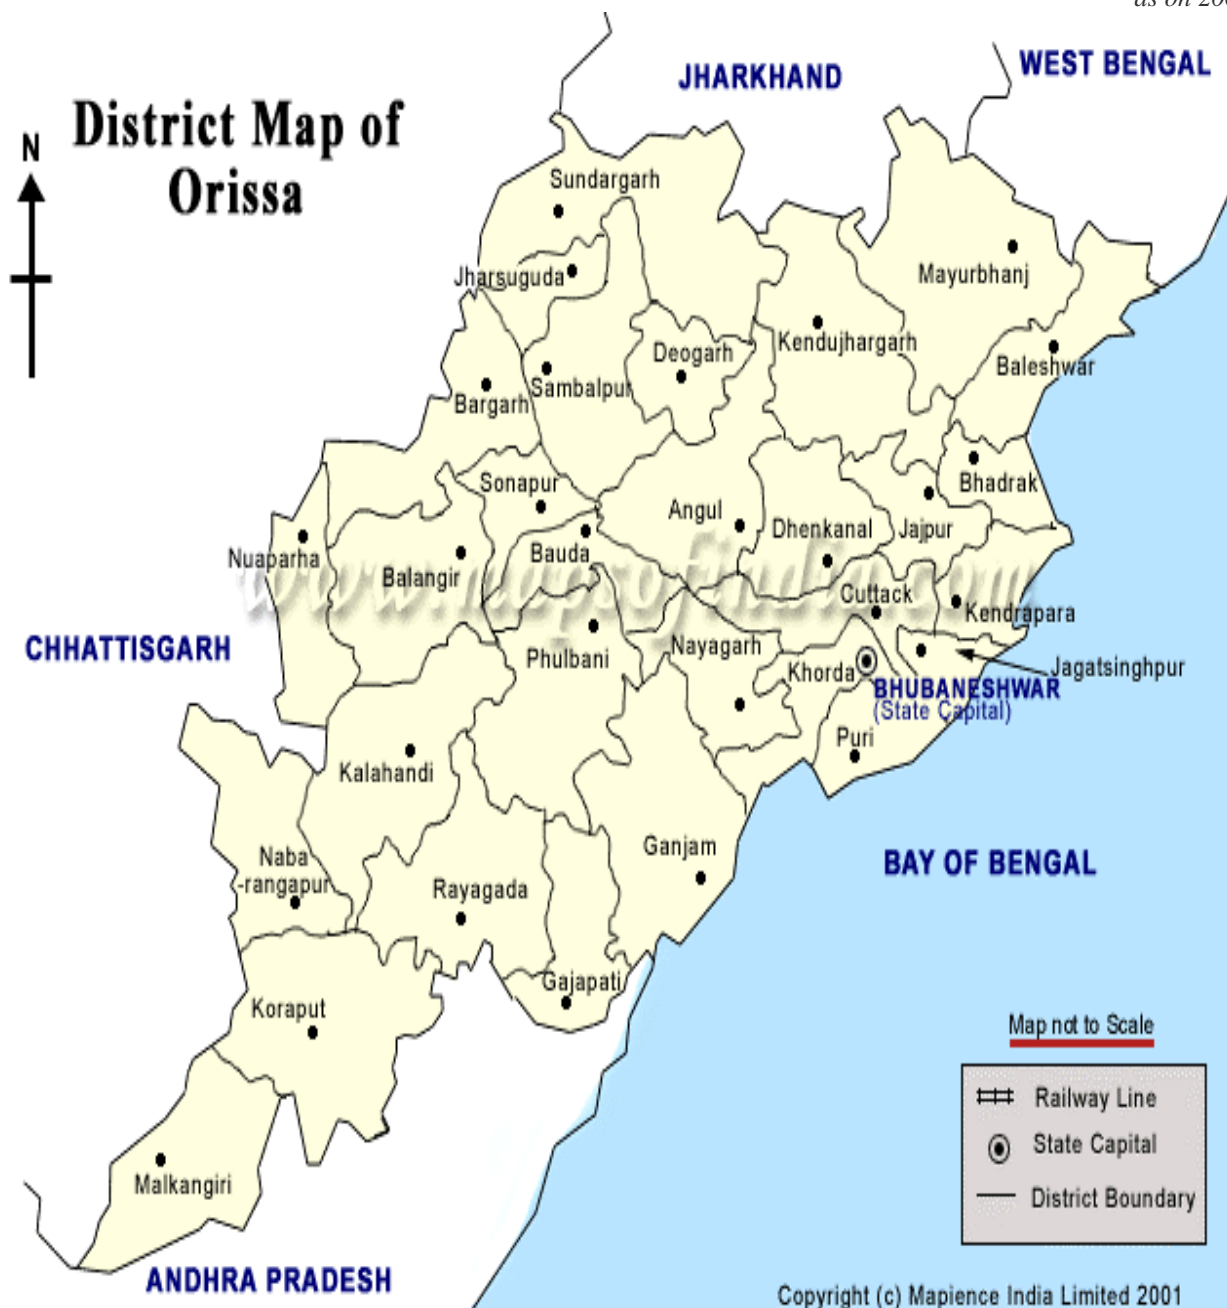 JHARKHAND
WEST BENGAL
District Map of
Orissa
N
Sundargarh
Jharsuguda
Mayurbhanj
Kendujhargarh
Deogarh
Baleshwar
Sambalpur
Bargarh
Sonapur
Bhadrak
Angul
Dhenkanal
Jajpur
Nuaparha
Bauda
Balangir
www.mapsofindia.com
Cuttack
Kendrapara
CHHATTISGARH
Phulbani
Nayagarh
Khorda
Jagatsinghpur
BHUBANESHWAR
(State Capital)
Puri
Kalahandi
Ganjam
BAY OF BENGAL
Naba
-rangapur
Rayagada
Gajapati
Koraput
Map not to Scale
Railway Line
State Capital
District Boundary
Malkangiri
ANDHRA PRADESH
Copyright (c) Mapience India Limited 2001